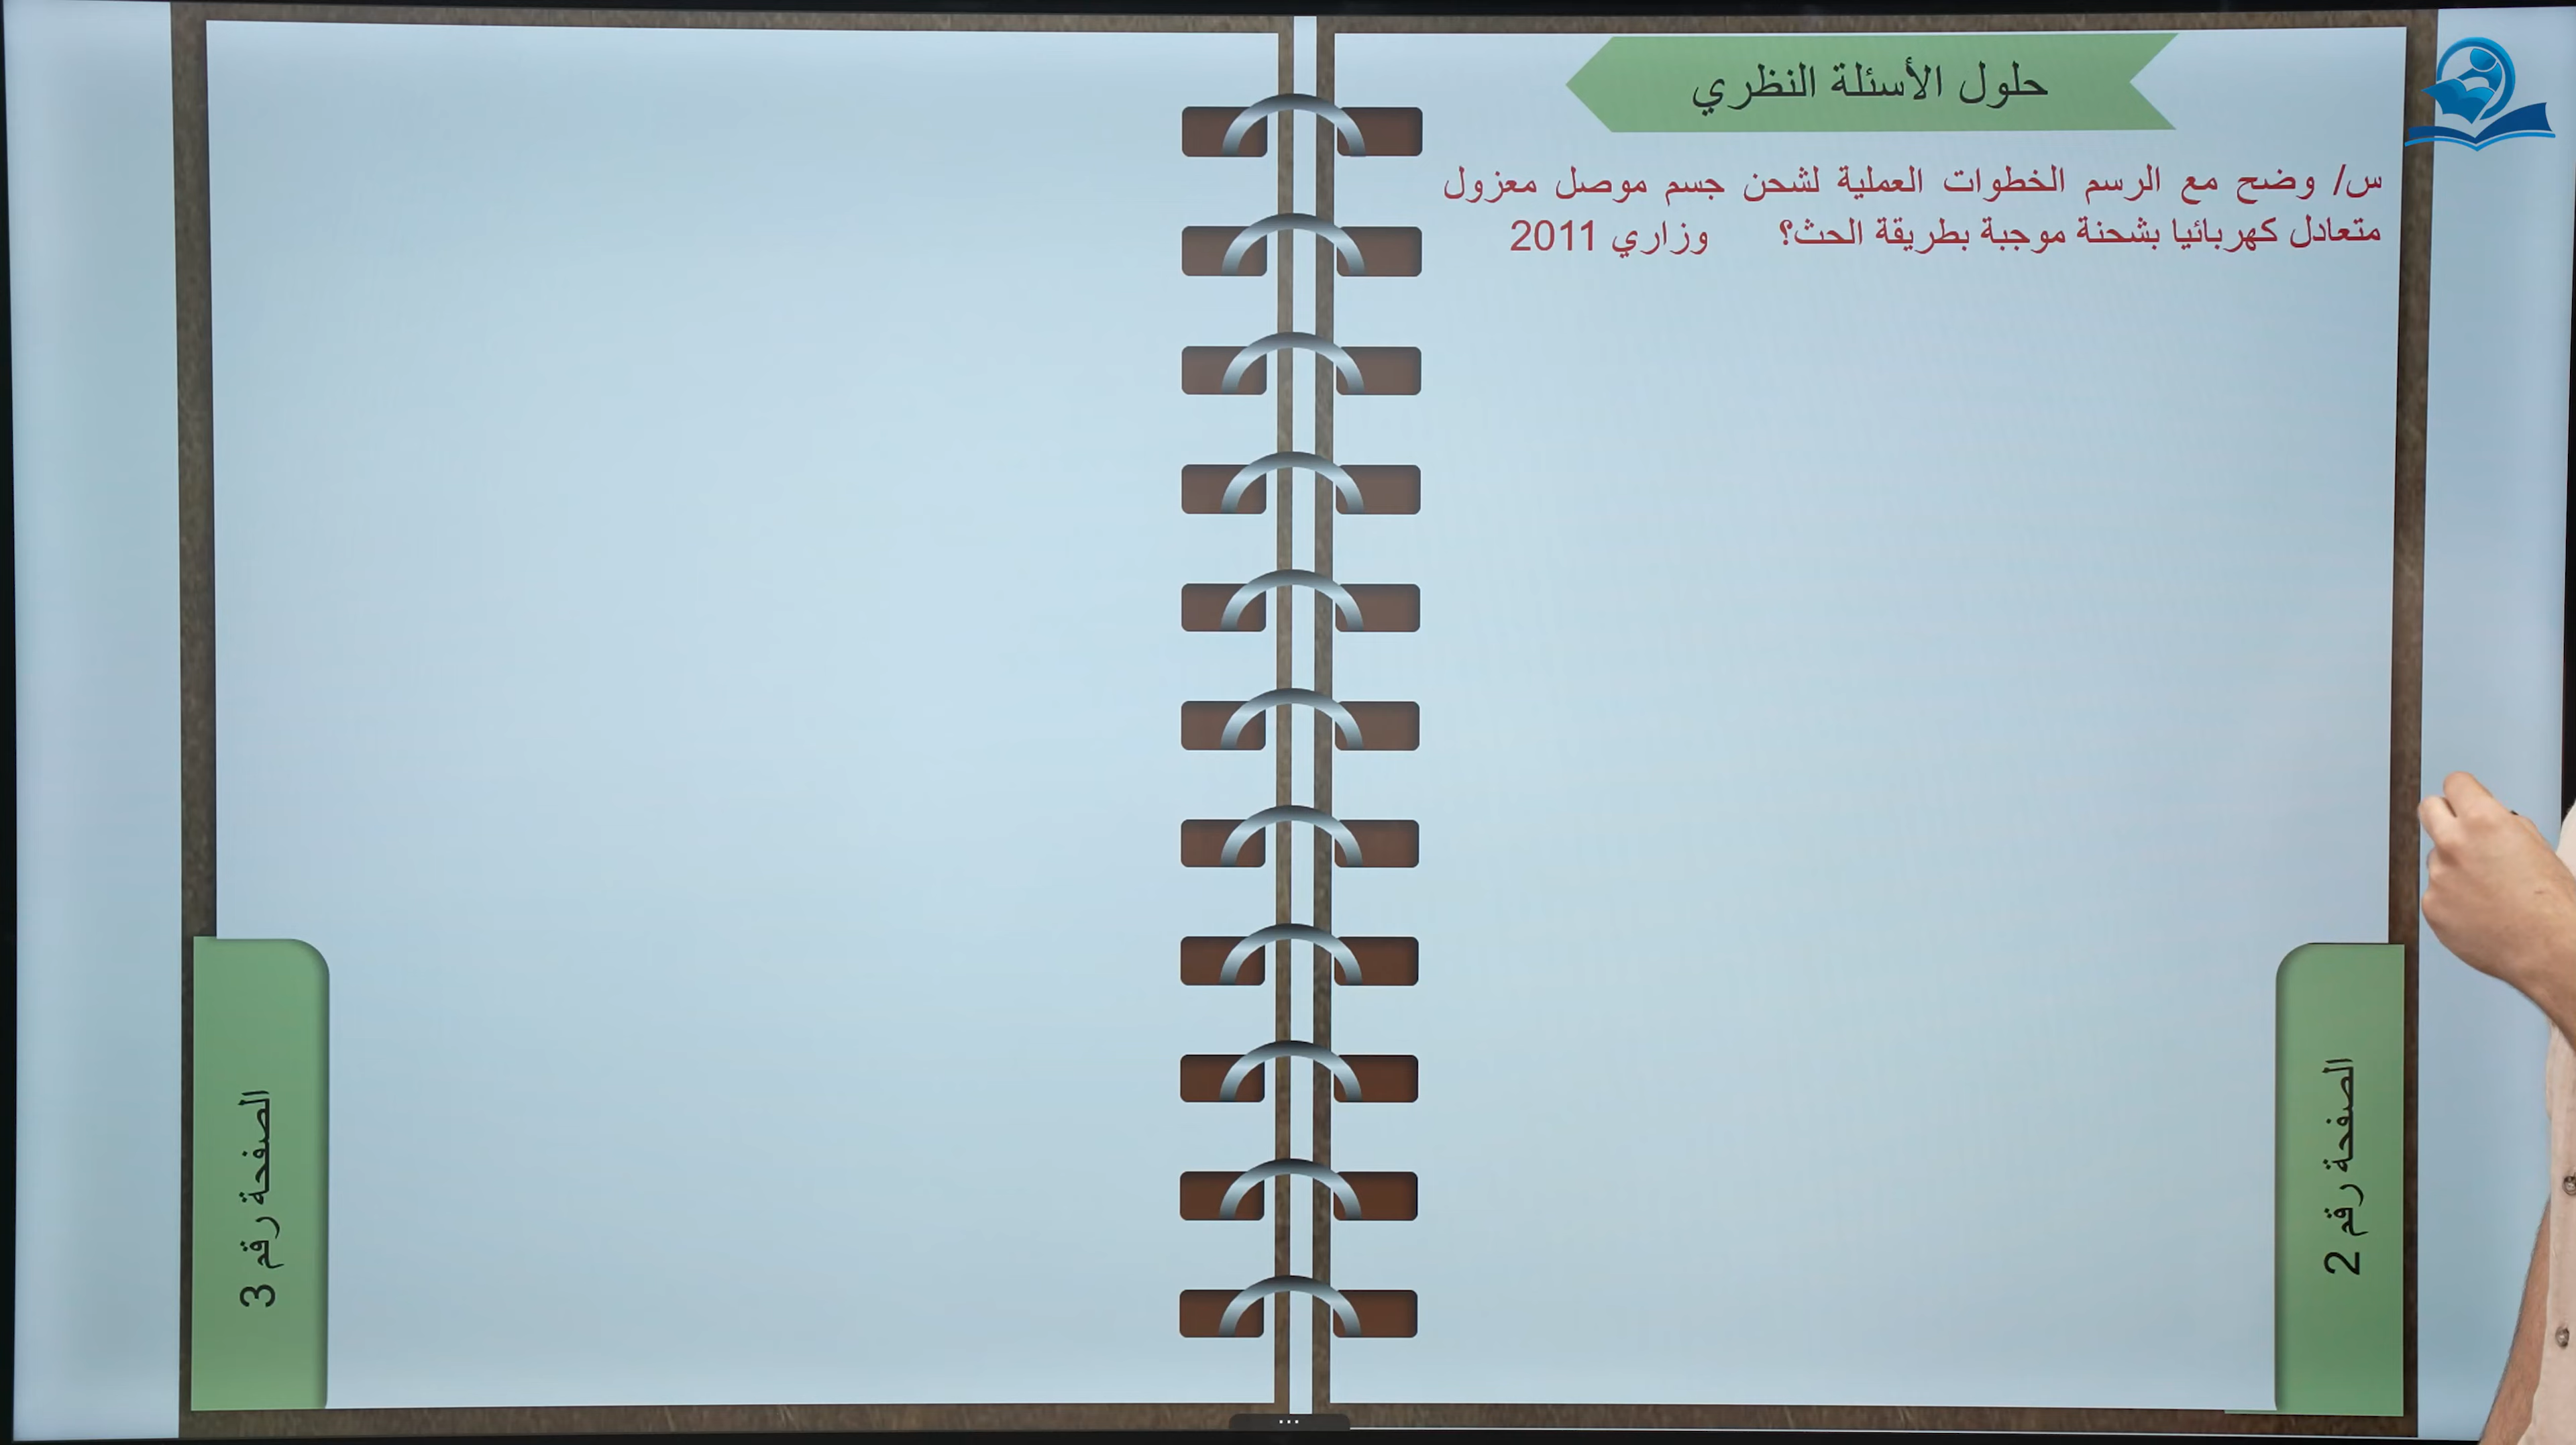 حلول الأسئلة النظري
س/ وضح مع الرسم الخطوات العملية لشحن جسم موصل معزول
متعادل كهربائيا بشحنة موجبة بطريقة الحث؟ وزاري 2011
الصفحة رقم 2
الصفحة رقم 3